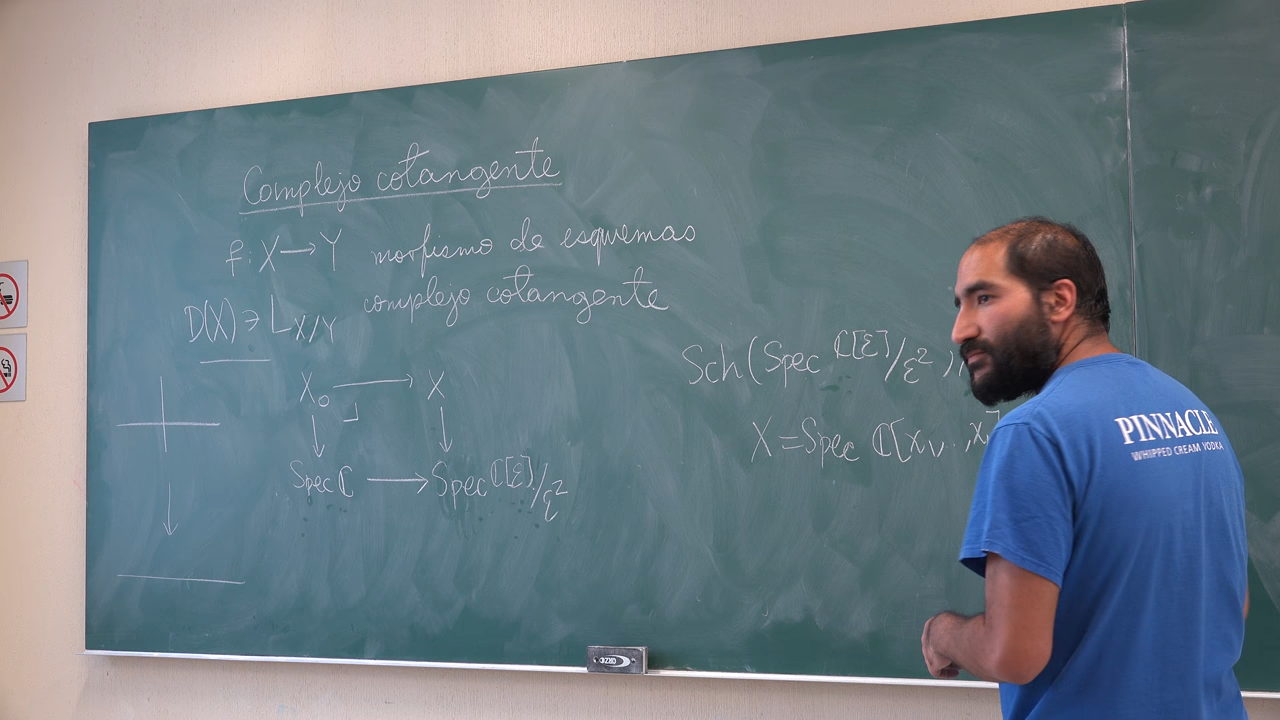 Complejo cotangente
f: X → Y morfismo de esquemas
D(X) ∋ L_{X/Y} complejo cotangente
X₀ → X
↓ ⌟ ↓
Spec ℂ → Spec ℂ[ε]/ε²
Sch(Spec ℂ[ε]/ε²),
X = Spec ℂ[x₁,..,x
PINNACLE
WHIPPED CREAM VODKA